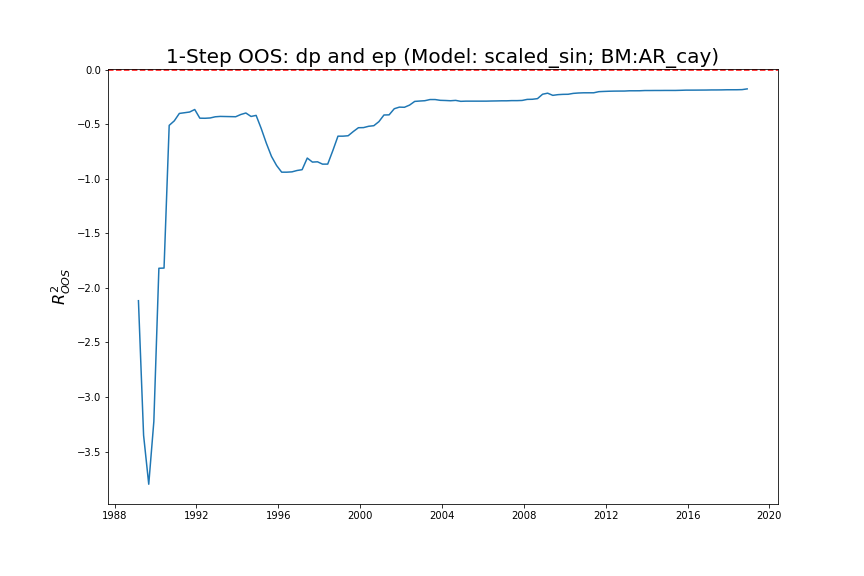 1-Step OOS: dp and ep (Model: scaled_sin; BM:AR_cay)
0.0
−0.5
−1.0
−1.5
−2.0
−2.5
−3.0
−3.5
R²_OOS
1988 1992 1996 2000 2004 2008 2012 2016 2020